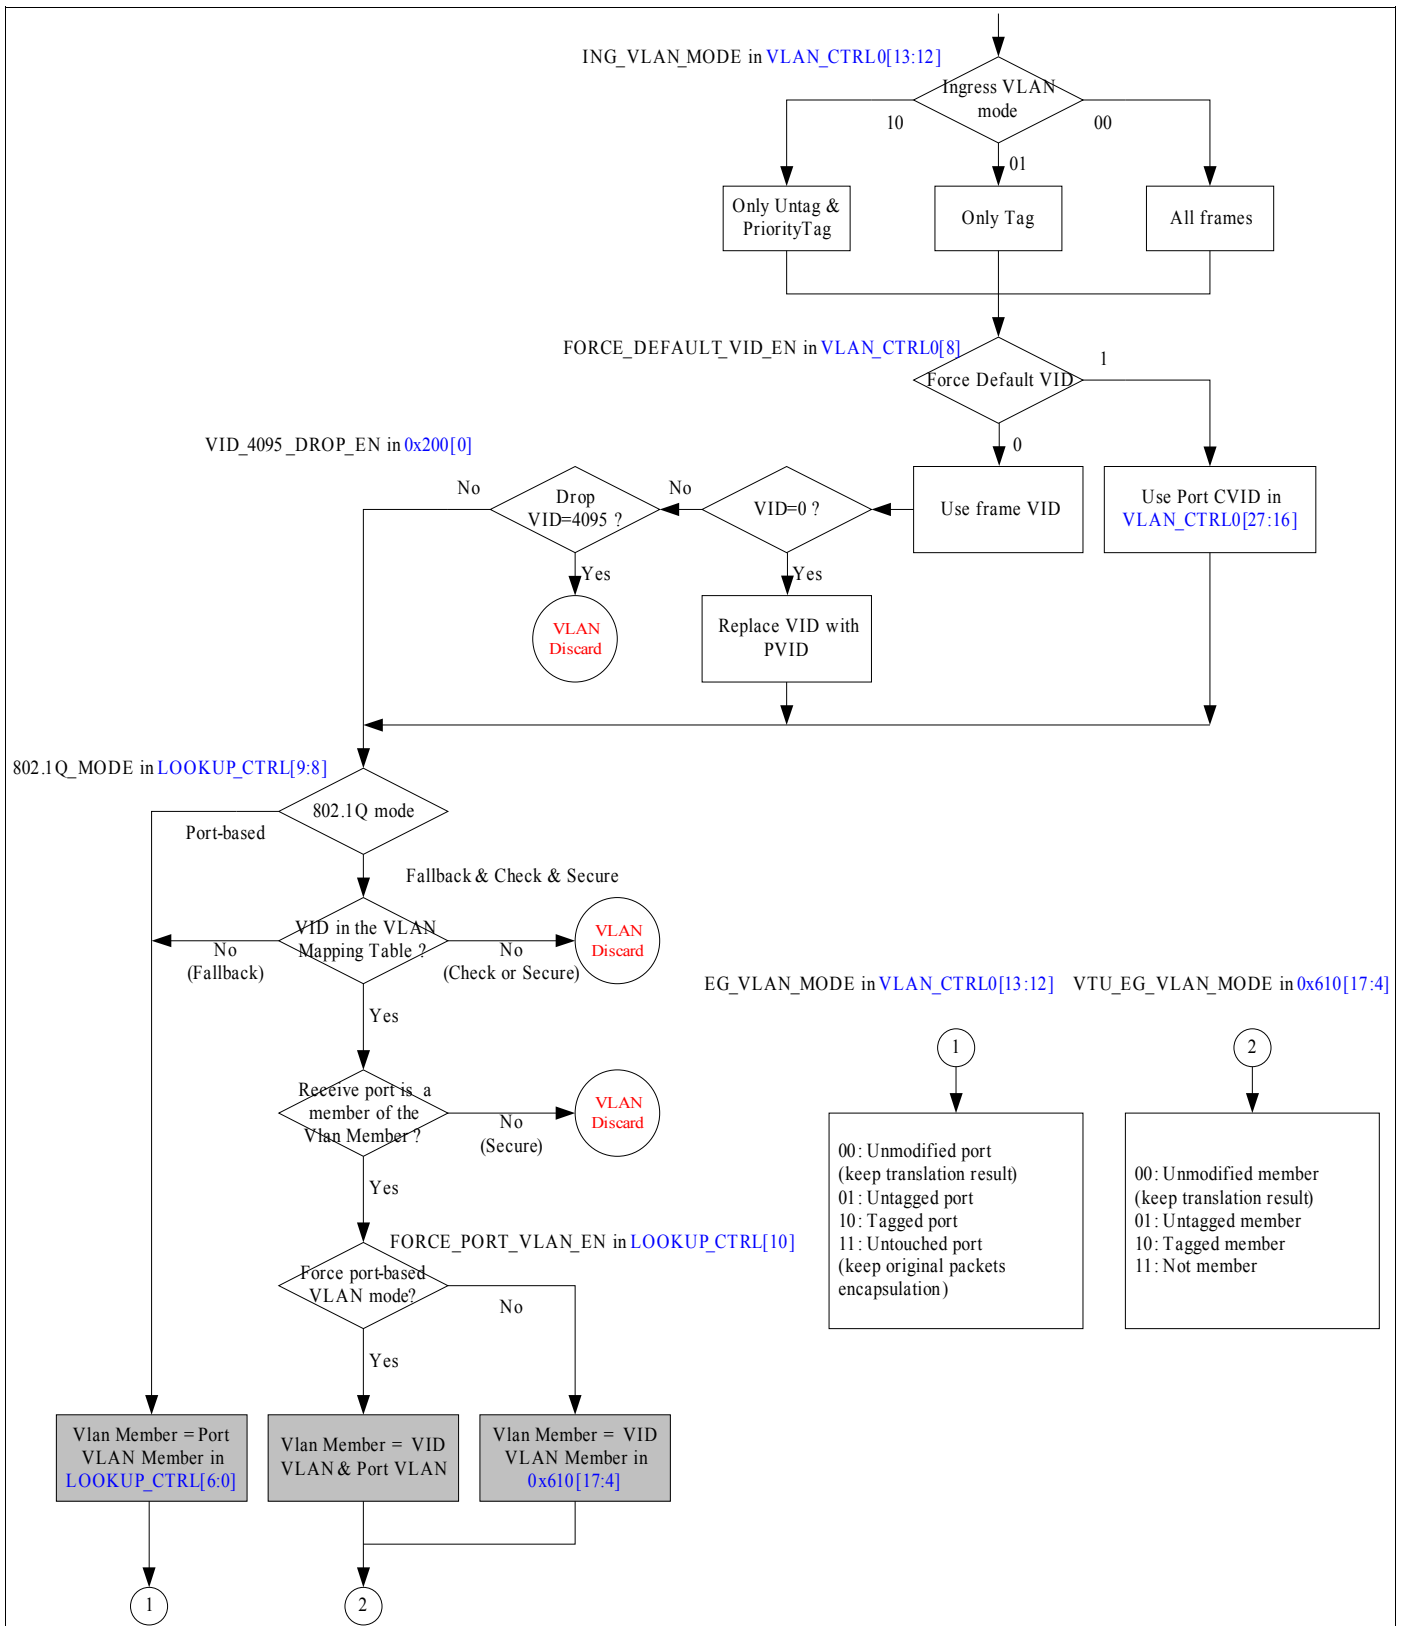 ING_VLAN_MODE in VLAN_CTRL0[13:12]
Ingress VLAN
mode
10
00
01
Only Untag &
PriorityTag
Only Tag
All frames
FORCE_DEFAULT_VID_EN in VLAN_CTRL0[8]
1
Force Default VID
0
VID_4095_DROP_EN in 0x200[0]
No
Drop
VID=4095 ?
No
VID=0 ?
Use frame VID
Use Port CVID in
VLAN_CTRL0[27:16]
Yes
Yes
VLAN
Discard
Replace VID with
PVID
802.1Q_MODE in LOOKUP_CTRL[9:8]
802.1Q mode
Port-based
Fallback & Check & Secure
VID in the VLAN
Mapping Table ?
No
(Fallback)
No
(Check or Secure)
VLAN
Discard
EG_VLAN_MODE in VLAN_CTRL0[13:12]
VTU_EG_VLAN_MODE in 0x610[17:4]
Yes
1
2
Receive port is a
member of the
Vlan Member ?
No
(Secure)
VLAN
Discard
00: Unmodified port
(keep translation result)
01: Untagged port
10: Tagged port
11: Untouched port
(keep original packets
encapsulation)
00: Unmodified member
(keep translation result)
01: Untagged member
10: Tagged member
11: Not member
Yes
FORCE_PORT_VLAN_EN in LOOKUP_CTRL[10]
Force port-based
VLAN mode?
No
Yes
Vlan Member = Port
VLAN Member in
LOOKUP_CTRL[6:0]
Vlan Member = VID
VLAN & Port VLAN
Vlan Member = VID
VLAN Member in
0x610[17:4]
1
2